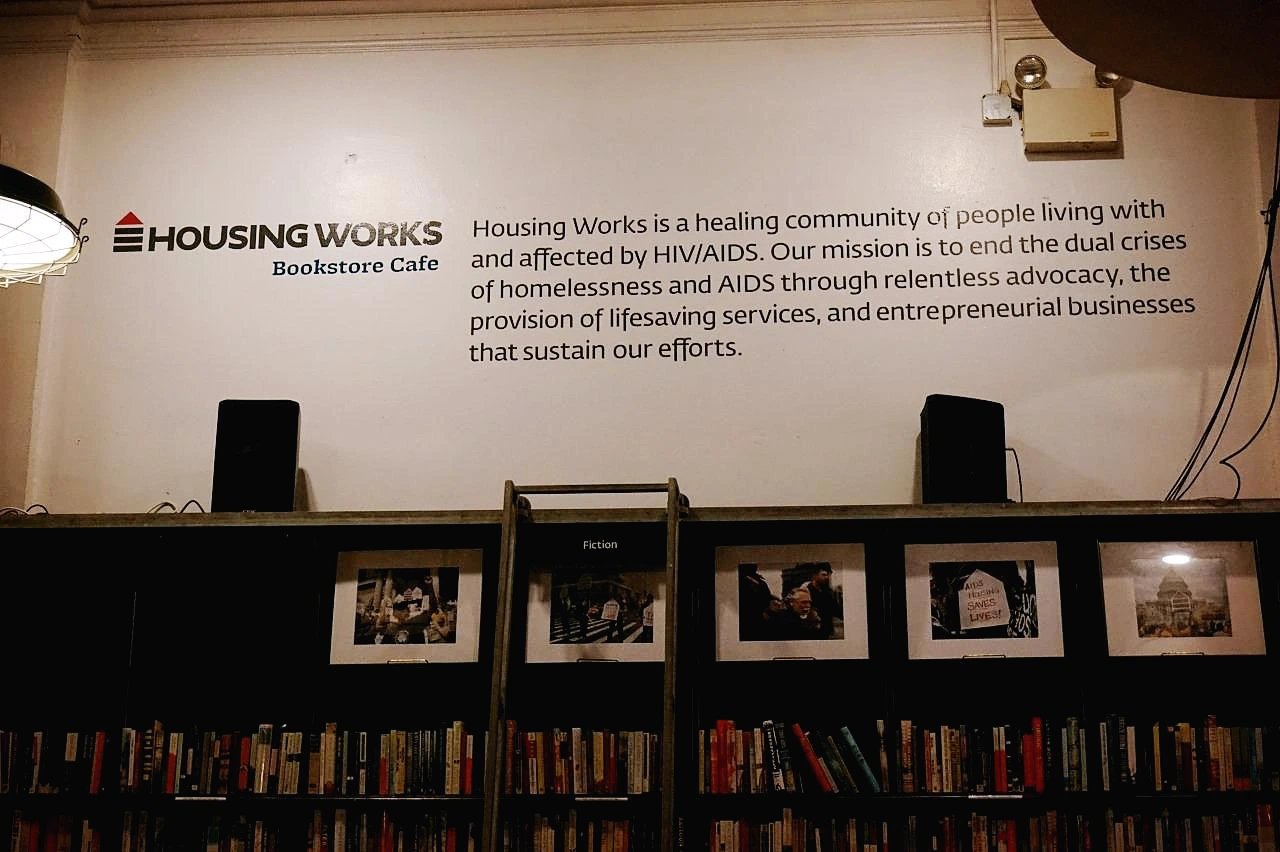 HOUSING WORKS
Bookstore Cafe
Housing Works is a healing community of people living with
and affected by HIV/AIDS. Our mission is to end the dual crises
of homelessness and AIDS through relentless advocacy, the
provision of lifesaving services, and entrepreneurial businesses
that sustain our efforts.
Fiction
AIDS
HOUSING
SAVES
LIVES!